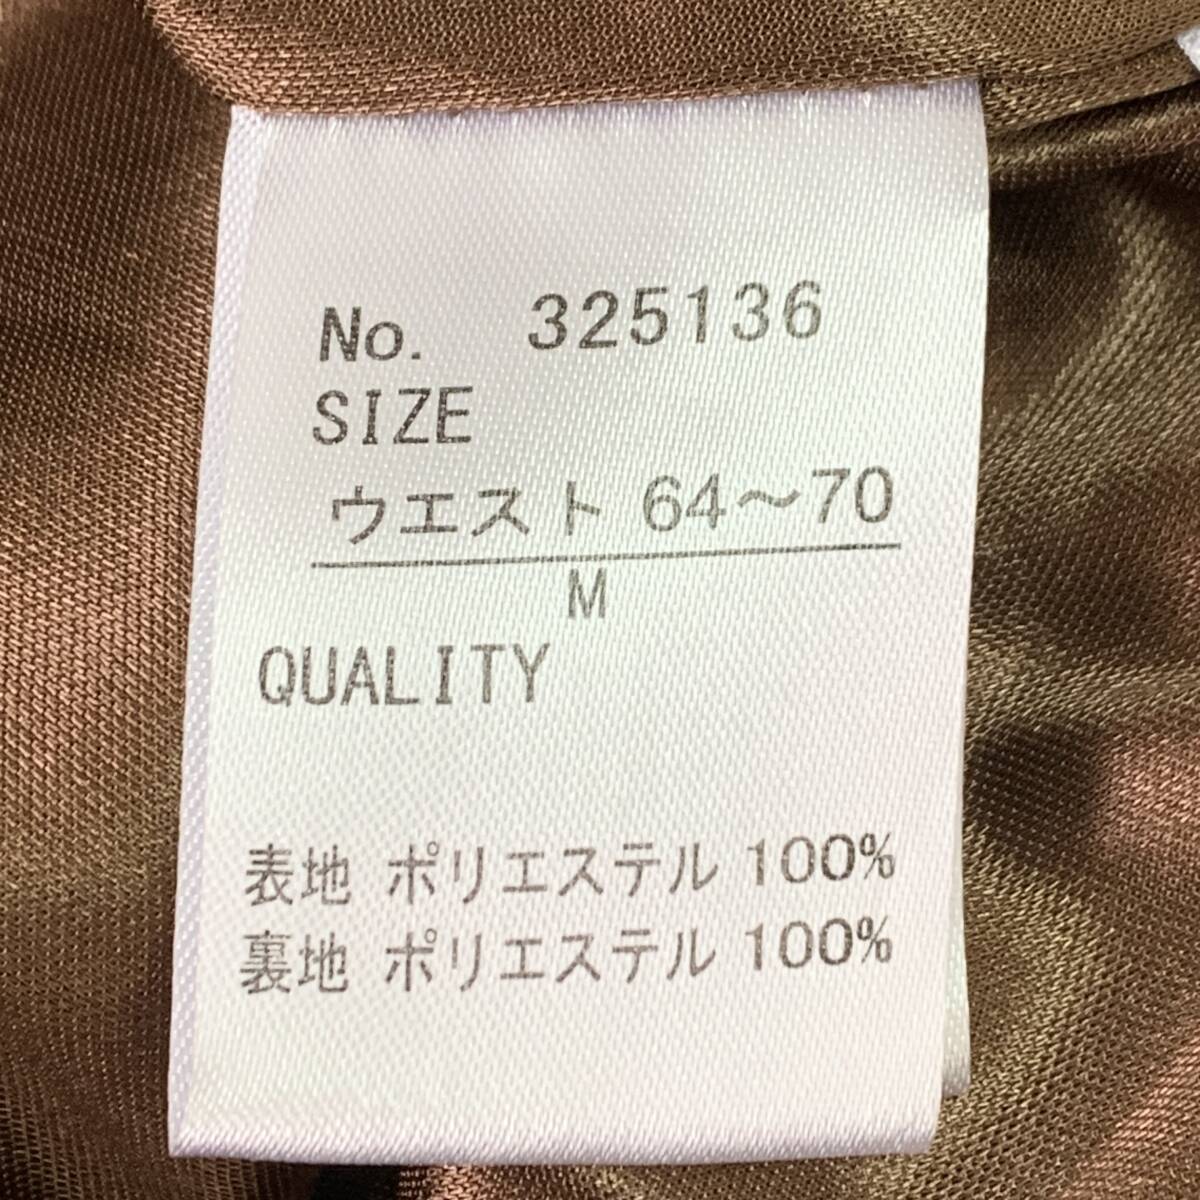 No. 325136
SIZE
ウエスト 64～70
M
QUALITY
表地 ポリエステル 100%
裏地 ポリエステル 100%